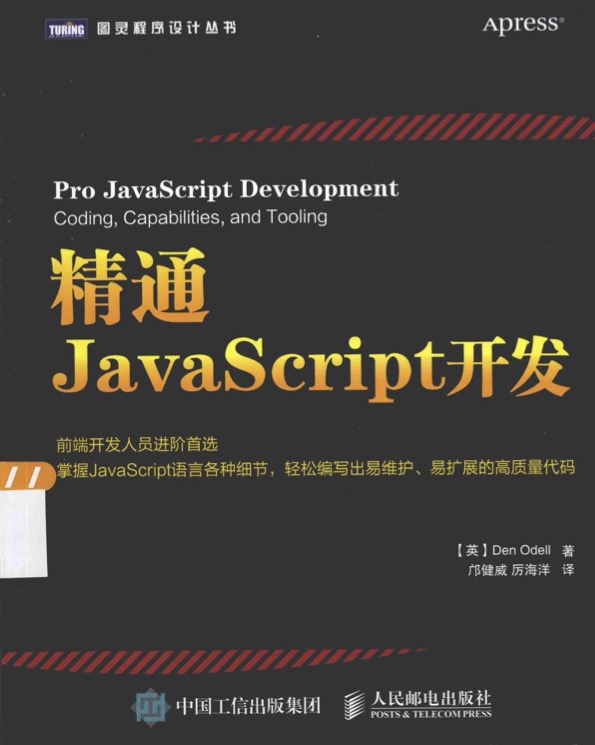 TURING 图灵程序设计丛书
Apress®
Pro JavaScript Development
Coding, Capabilities, and Tooling
精通
JavaScript开发
前端开发人员进阶首选
掌握JavaScript语言各种细节，轻松编写出易维护、易扩展的高质量代码
【英】Den Odell 著
邝健威 厉海洋 译
中国工信出版集团
人民邮电出版社
POSTS & TELECOM PRESS